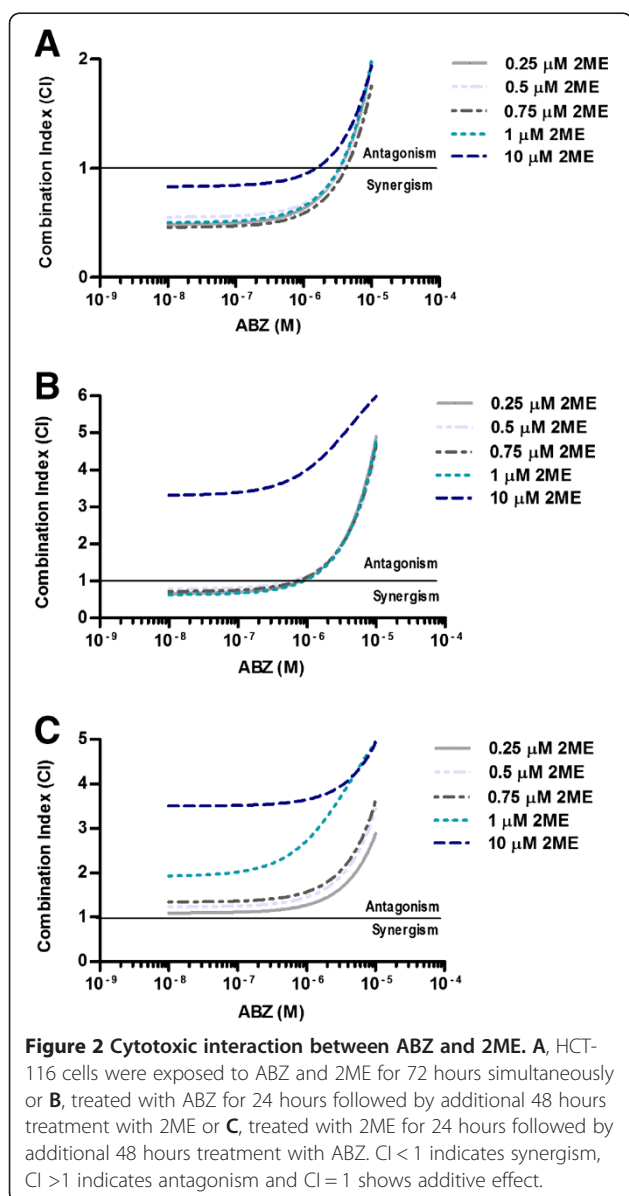 A
Combination Index (CI)
2
1
0
Antagonism
Synergism
10⁻⁹ 10⁻⁸ 10⁻⁷ 10⁻⁶ 10⁻⁵ 10⁻⁴
ABZ (M)
0.25 μM 2ME
0.5 μM 2ME
0.75 μM 2ME
1 μM 2ME
10 μM 2ME
B
Combination Index (CI)
6
5
4
3
2
1
0
Antagonism
Synergism
10⁻⁹ 10⁻⁸ 10⁻⁷ 10⁻⁶ 10⁻⁵ 10⁻⁴
ABZ (M)
0.25 μM 2ME
0.5 μM 2ME
0.75 μM 2ME
1 μM 2ME
10 μM 2ME
C
Combination Index (CI)
5
4
3
2
1
0
Antagonism
Synergism
10⁻⁹ 10⁻⁸ 10⁻⁷ 10⁻⁶ 10⁻⁵ 10⁻⁴
ABZ (M)
0.25 μM 2ME
0.5 μM 2ME
0.75 μM 2ME
1 μM 2ME
10 μM 2ME
Figure 2 Cytotoxic interaction between ABZ and 2ME. A, HCT-
116 cells were exposed to ABZ and 2ME for 72 hours simultaneously
or B, treated with ABZ for 24 hours followed by additional 48 hours
treatment with 2ME or C, treated with 2ME for 24 hours followed by
additional 48 hours treatment with ABZ. CI < 1 indicates synergism,
CI >1 indicates antagonism and CI = 1 shows additive effect.